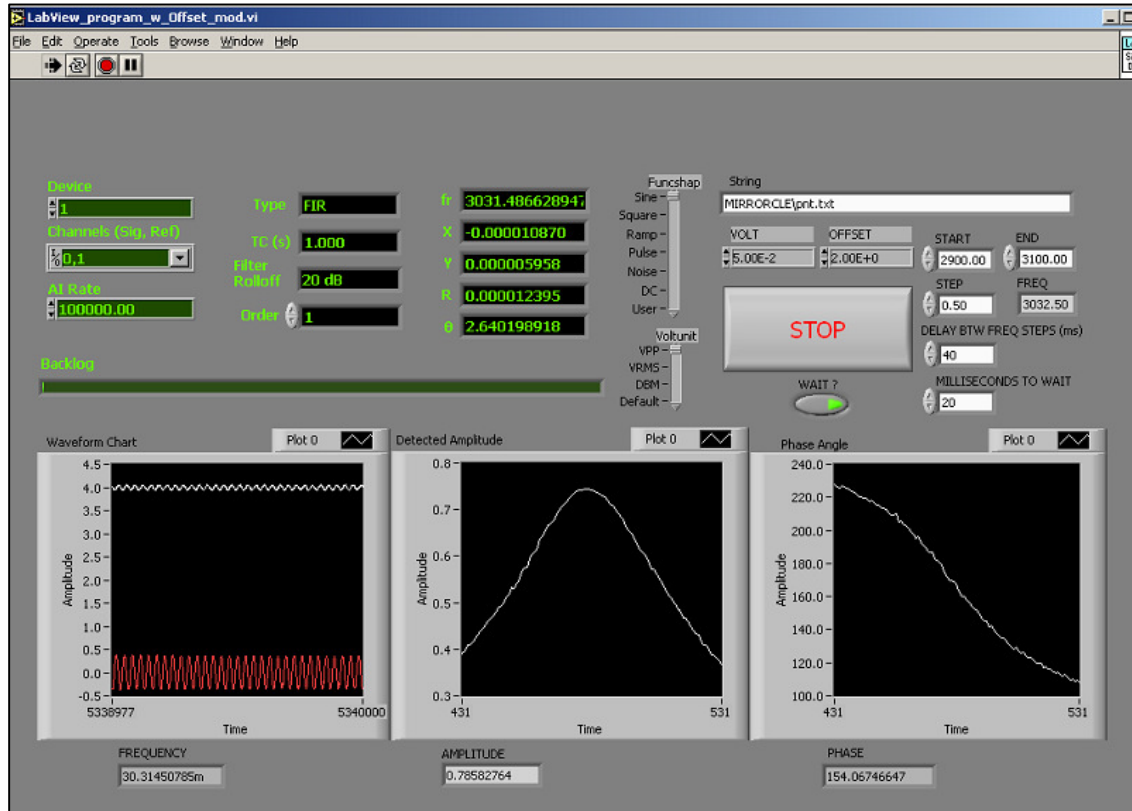 LabView_program_w_Offset_mod.vi
File Edit Operate Tools Browse Window Help
Device
1
Channels (Sig, Ref)
0,1
AI Rate
100000.00
Type FIR
TC (s) 1.000
Filter
Rolloff 20 dB
Order 1
fr 3031.486628947
X -0.000010870
Y 0.000005958
R 0.000012395
θ 2.640198918
Backlog
Funcshap
Sine
Square
Ramp
Pulse
Noise
DC
User
Voltunit
VPP
VRMS
DBM
Default
String
MIRRORCLE\pnt.txt
VOLT OFFSET
5.00E-2 2.00E+0
START END
2900.00 3100.00
STEP FREQ
0.50 3032.50
DELAY BTW FREQ STEPS (ms)
40
MILLISECONDS TO WAIT
20
STOP
WAIT ?
Waveform Chart Plot 0
4.5
4.0
3.5
3.0
2.5
2.0
1.5
1.0
0.5
0.0
-0.5
Amplitude
5338977 5340000
Time
FREQUENCY
30.31450785m
Detected Amplitude Plot 0
0.8
0.7
0.6
0.5
0.4
0.3
Amplitude
431 531
Time
AMPLITUDE
0.78582764
Phase Angle Plot 0
240.0
220.0
200.0
180.0
160.0
140.0
120.0
100.0
Amplitude
431 531
Time
PHASE
154.06746647